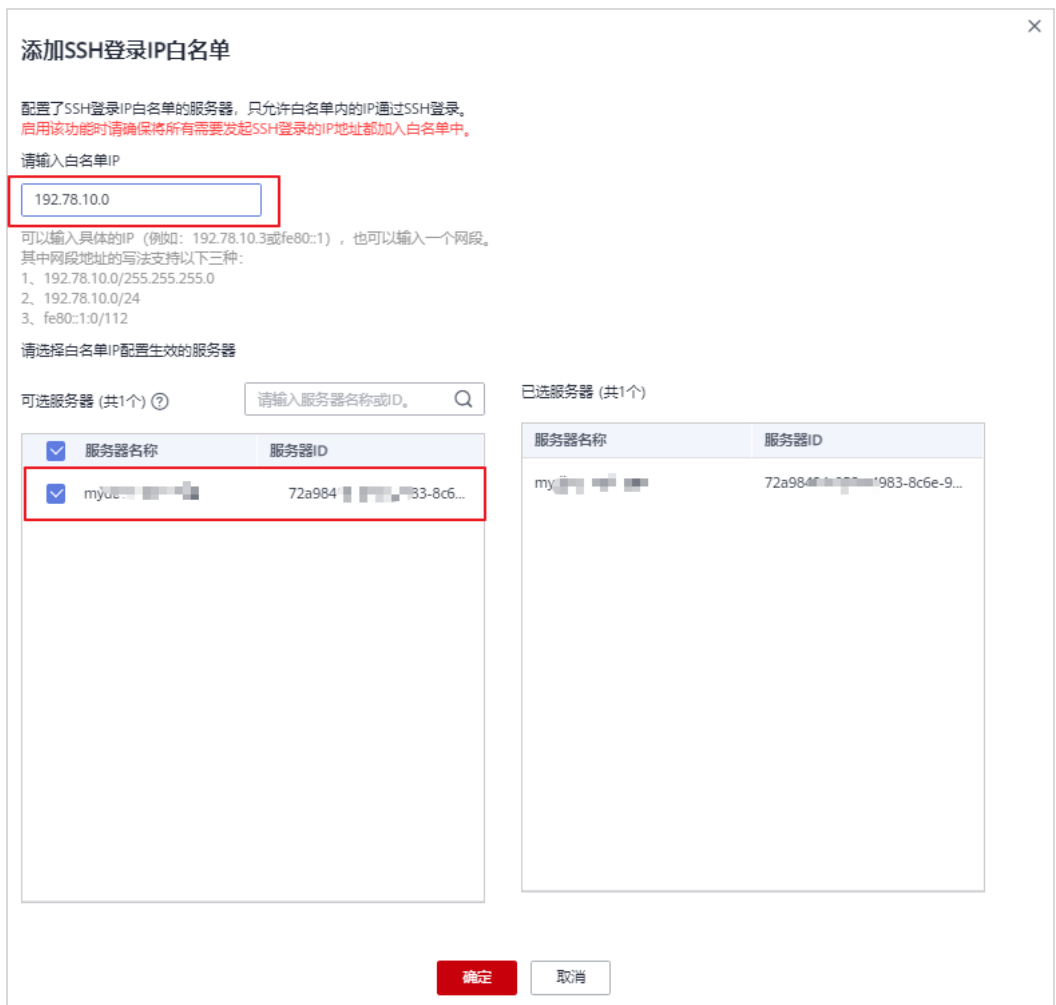 添加SSH登录IP白名单
配置了SSH登录IP白名单的服务器，只允许白名单内的IP通过SSH登录。
启用该功能时请确保将所有需要发起SSH登录的IP地址都加入白名单中。
请输入白名单IP
192.78.10.0
可以输入具体的IP（例如：192.78.10.3或fe80::1），也可以输入一个网段。
其中网段地址的写法支持以下三种：
1、192.78.10.0/255.255.255.0
2、192.78.10.0/24
3、fe80::1:0/112
请选择白名单IP配置生效的服务器
可选服务器 (共1个)
请输入服务器名称或ID。
服务器名称 服务器ID
72a984 33-8c6...
已选服务器 (共1个)
服务器名称 服务器ID
my 72a984 983-8c6e-9...
确定 取消